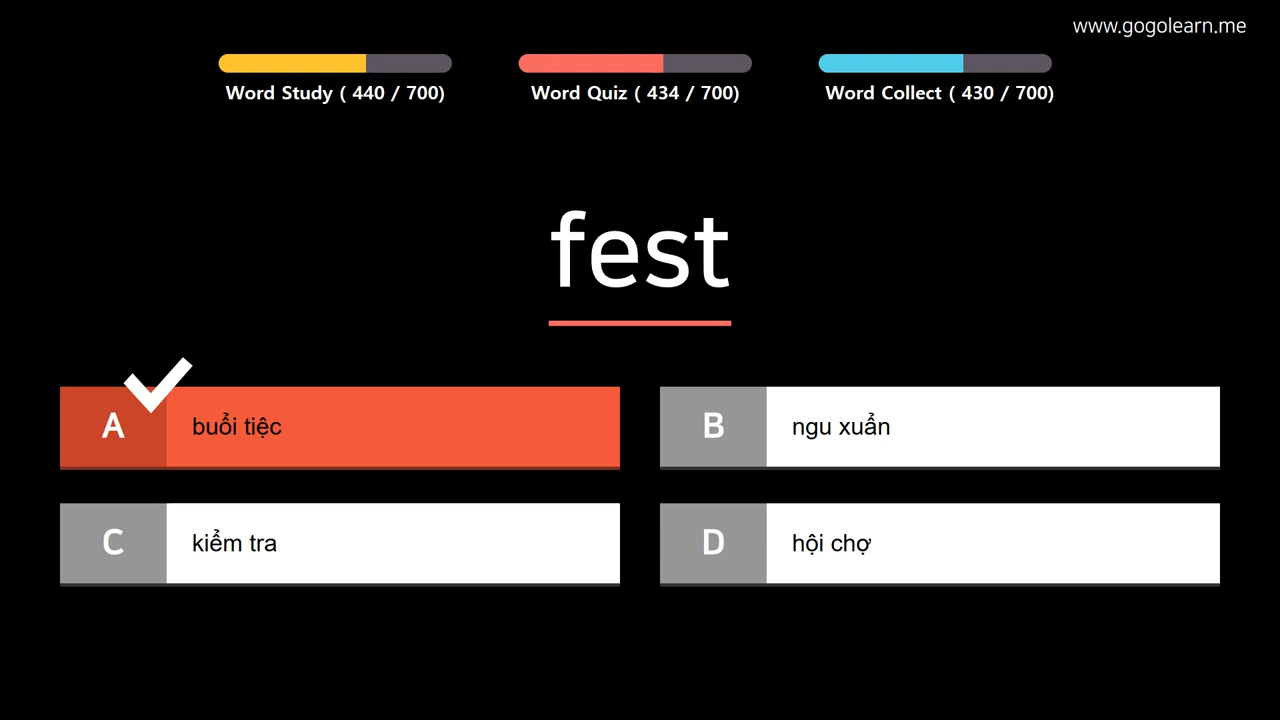 www.gogolearn.me
Word Study ( 440 / 700)
Word Quiz ( 434 / 700)
Word Collect ( 430 / 700)
fest
A buổi tiệc
B ngu xuẩn
C kiểm tra
D hội chợ